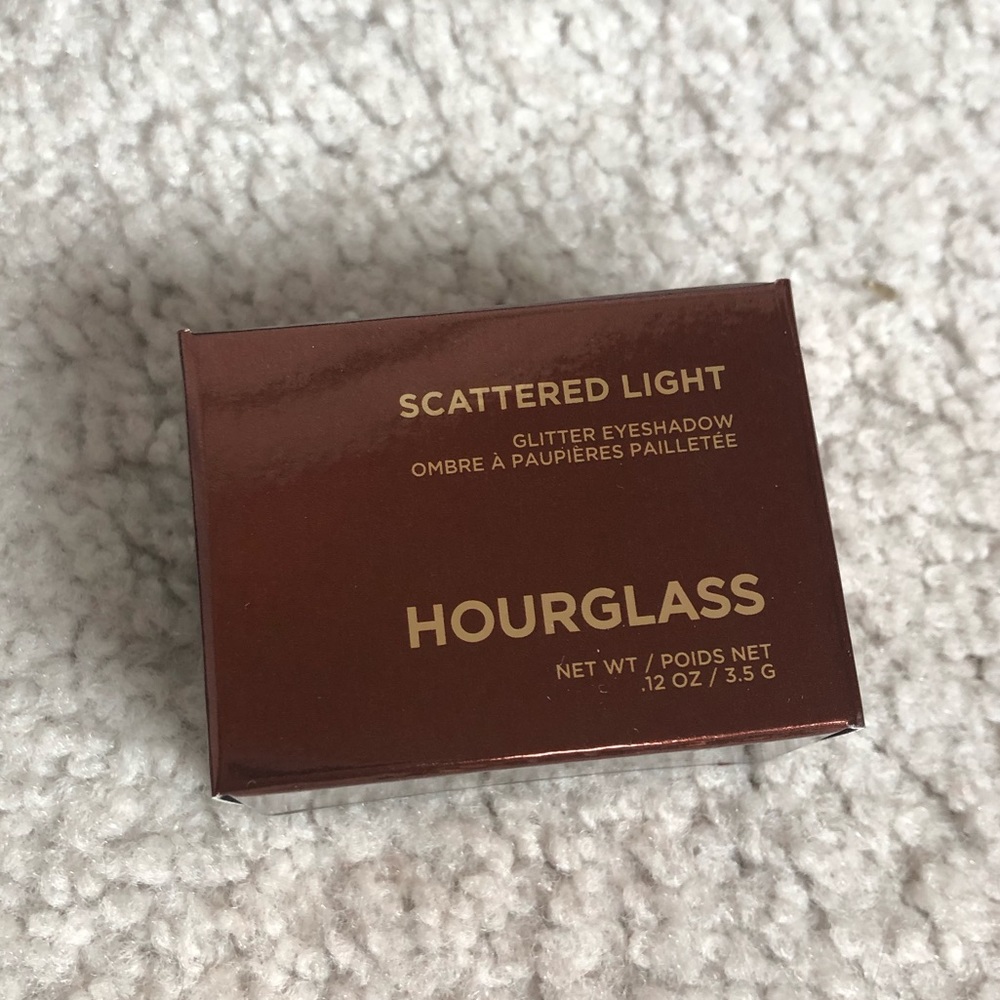 SCATTERED LIGHT
GLITTER EYESHADOW
OMBRE À PAUPIÈRES PAILLETÉE
HOURGLASS
NET WT / POIDS NET
.12 OZ / 3.5 G